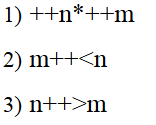 1) ++n*++m
2) m++<n
3) n++>m